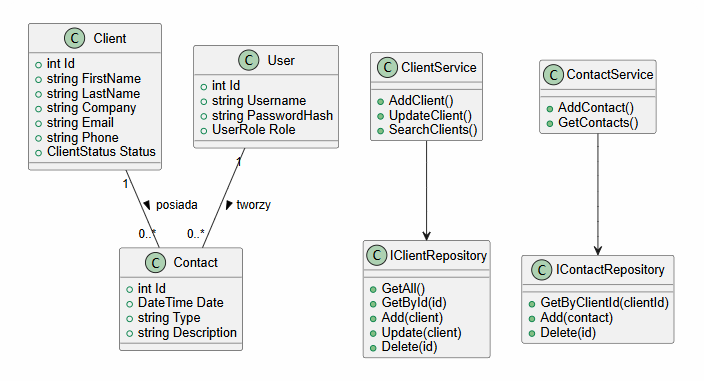 C Client
int Id
string FirstName
string LastName
string Company
string Email
string Phone
ClientStatus Status
C User
int Id
string Username
string PasswordHash
UserRole Role
C ClientService
AddClient()
UpdateClient()
SearchClients()
C ContactService
AddContact()
GetContacts()
1
posiada
0..*
1
tworzy
0..*
C Contact
int Id
DateTime Date
string Type
string Description
C IClientRepository
GetAll()
GetById(id)
Add(client)
Update(client)
Delete(id)
C IContactRepository
GetByClientId(clientId)
Add(contact)
Delete(id)